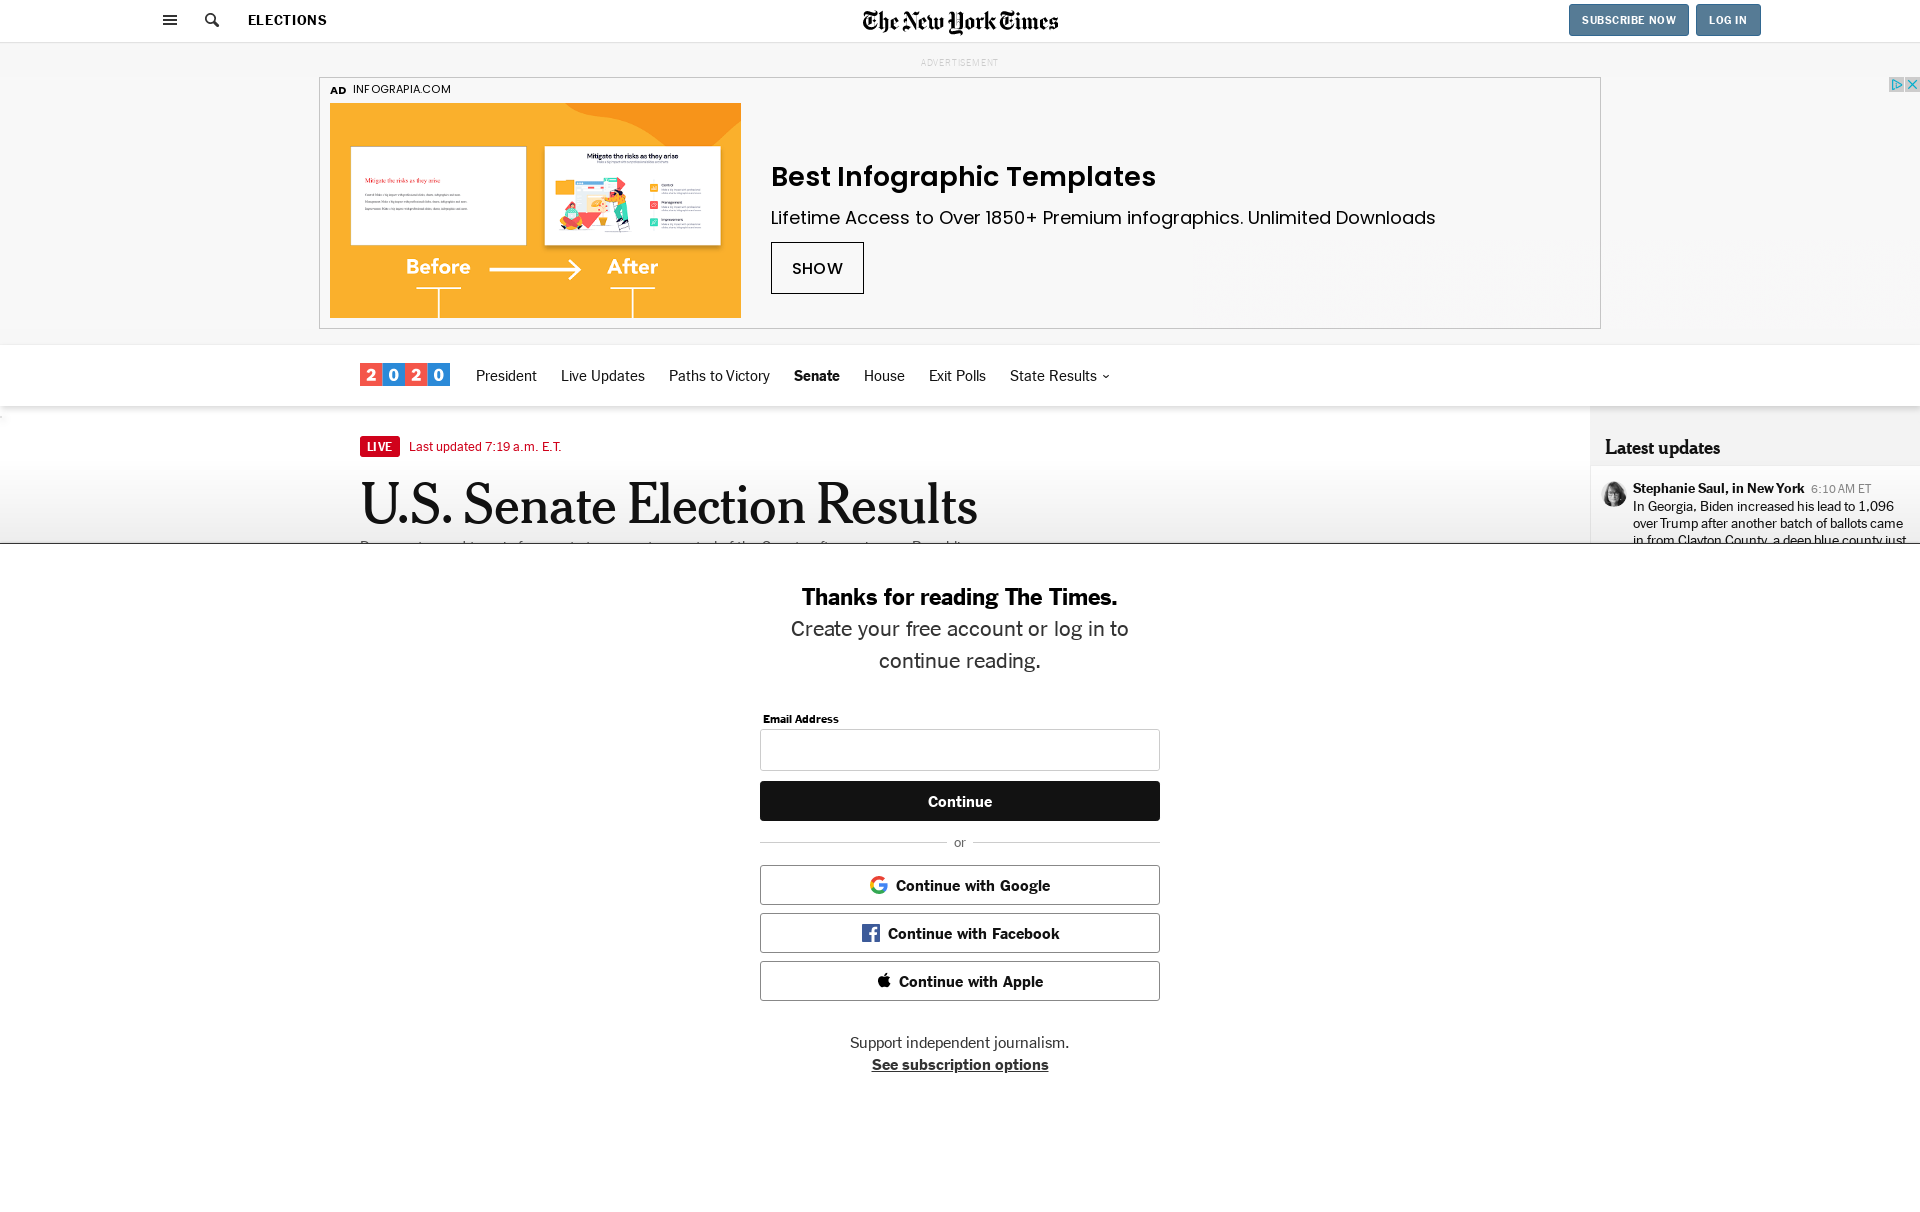 ELECTIONS
The New York Times
SUBSCRIBE NOW
LOG IN
ADVERTISEMENT
AD INFOGRAPIA.COM
Mitigate the risks as they arise
Mitigate the risks as they arise
Before
After
Best Infographic Templates
Lifetime Access to Over 1850+ Premium infographics. Unlimited Downloads
SHOW
2020
President
Live Updates
Paths to Victory
Senate
House
Exit Polls
State Results
LIVE Last updated 7:19 a.m. E.T.
U.S. Senate Election Results
Latest updates
Stephanie Saul, in New York 6:10 AM ET
In Georgia, Biden increased his lead to 1,096
over Trump after another batch of ballots came
in from Clayton County, a deep blue county just
Thanks for reading The Times.
Create your free account or log in to
continue reading.
Email Address
Continue
or
Continue with Google
Continue with Facebook
Continue with Apple
Support independent journalism.
See subscription options